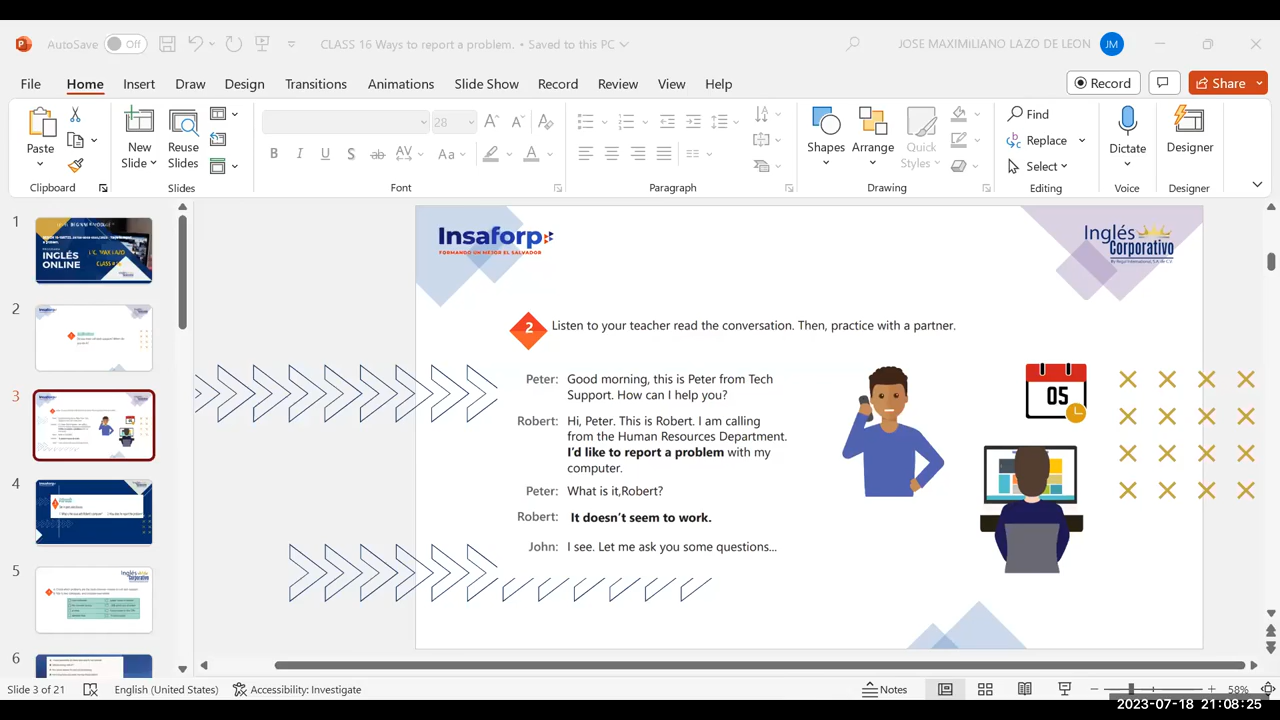 AutoSave Off CLASS 16 Ways to report a problem. • Saved to this PC JOSE MAXIMILIANO LAZO DE LEON JM
File Home Insert Draw Design Transitions Animations Slide Show Record Review View Help Record Share
Paste New Slide Reuse Slides 28 Shapes Arrange Quick Styles Find Replace Select Dictate Designer
Clipboard Slides Font Paragraph Drawing Editing Voice Designer
1
INGLÉS
ONLINE
2
3
4
5
6
Insaforp
FORMANDO UN MEJOR EL SALVADOR
Inglés
Corporativo
2 Listen to your teacher read the conversation. Then, practice with a partner.
Peter: Good morning, this is Peter from Tech
Support. How can I help you?
Robert: Hi, Peter. This is Robert. I am calling
from the Human Resources Department.
I'd like to report a problem with my
computer.
Peter: What is it,Robert?
Robert: It doesn't seem to work.
John: I see. Let me ask you some questions...
05
Slide 3 of 21 English (United States) Accessibility: Investigate Notes 58%
2023-07-18 21:08:25